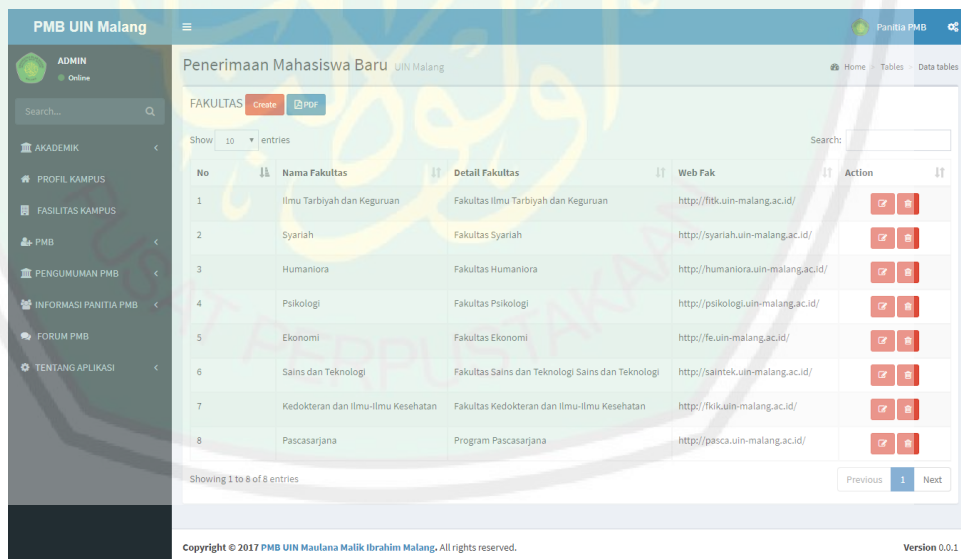 PMB UIN Malang
Panitia PMB
ADMIN
Online
Penerimaan Mahasiswa Baru UIN Malang
Home > Tables > Data tables
Search...
FAKULTAS Create PDF
Show 10 entries
Search:
AKADEMIK
PROFIL KAMPUS
FASILITAS KAMPUS
PMB
PENGUMUMAN PMB
INFORMASI PANITIA PMB
FORUM PMB
TENTANG APLIKASI
No Nama Fakultas Detail Fakultas Web Fak Action
1 Ilmu Tarbiyah dan Keguruan Fakultas Ilmu Tarbiyah dan Keguruan http://fitk.uin-malang.ac.id/
2 Syariah Fakultas Syariah http://syariah.uin-malang.ac.id/
3 Humaniora Fakultas Humaniora http://humaniora.uin-malang.ac.id/
4 Psikologi Fakultas Psikologi http://psikologi.uin-malang.ac.id/
5 Ekonomi Fakultas Ekonomi http://fe.uin-malang.ac.id/
6 Sains dan Teknologi Fakultas Sains dan Teknologi Sains dan Teknologi http://saintek.uin-malang.ac.id/
7 Kedokteran dan Ilmu-Ilmu Kesehatan Fakultas Kedokteran dan Ilmu-Ilmu Kesehatan http://fkik.uin-malang.ac.id/
8 Pascasarjana Program Pascasarjana http://pasca.uin-malang.ac.id/
Showing 1 to 8 of 8 entries
Previous 1 Next
Copyright © 2017 PMB UIN Maulana Malik Ibrahim Malang. All rights reserved.
Version 0.0.1
PUSAT PERPUSTAKAAN